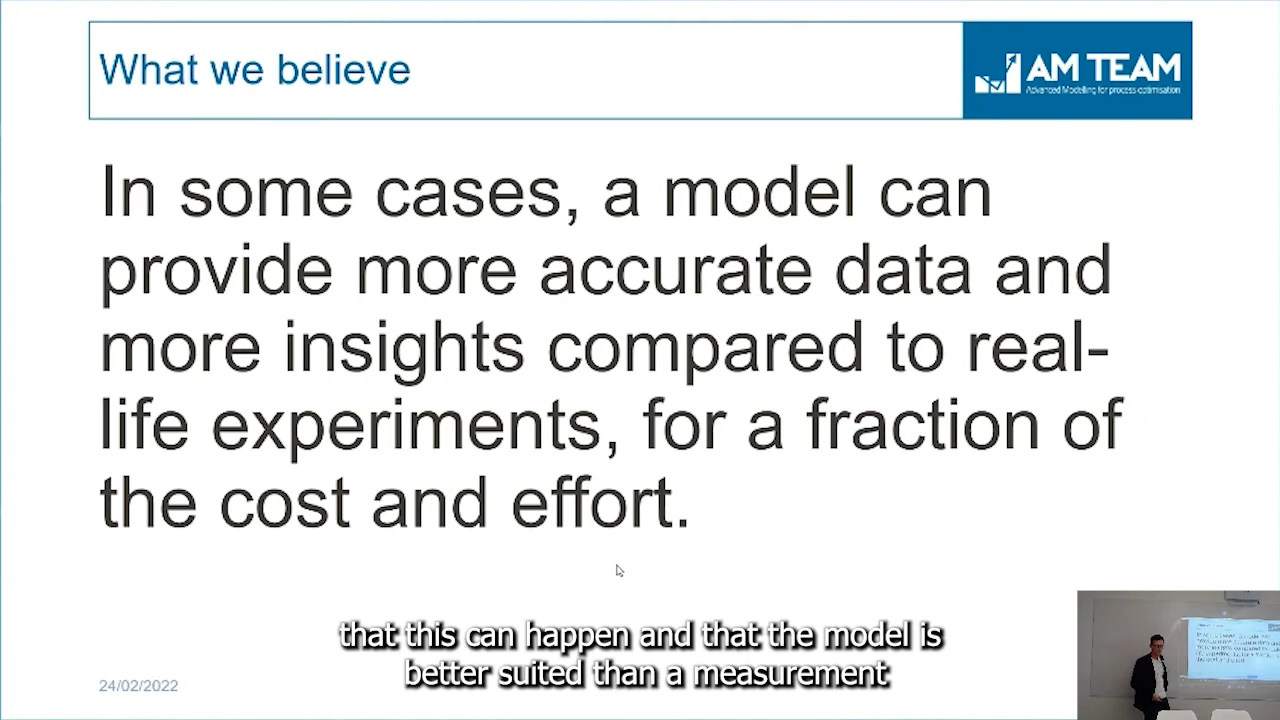 What we believe
AM TEAM
Advanced Modelling for process optimisation
In some cases, a model can
provide more accurate data and
more insights compared to real-
life experiments, for a fraction of
the cost and effort.
that this can happen and that the model is
better suited than a measurement
24/02/2022